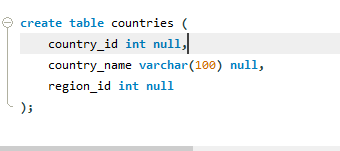 create table countries (
country_id int null,
country_name varchar(100) null,
region_id int null
);